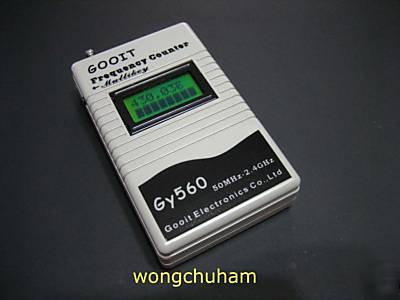 GOOIT
Frequency Counter
Multikey
430.036
Gy560 50MHz-2.4GHz
Gooit Electronics Co., Ltd
wongchuham